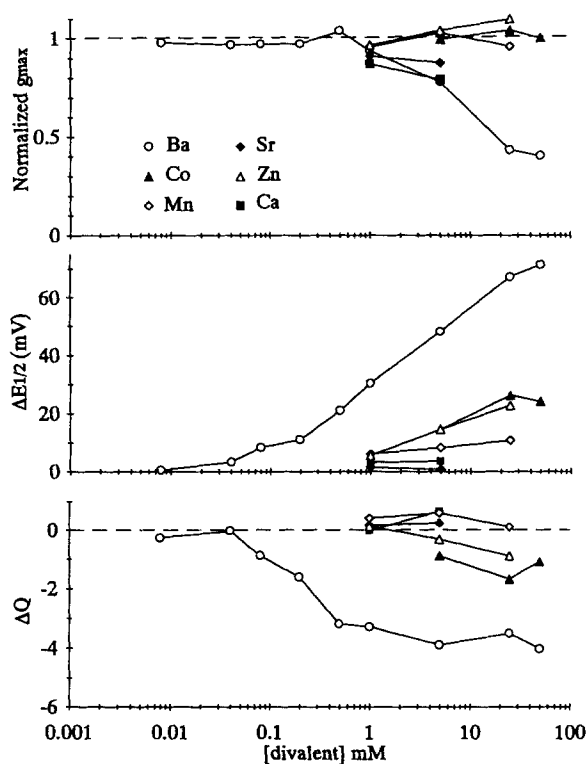 Normalized gmax
1
0.5
0
Ba
Sr
Co
Zn
Mn
Ca
ΔE1/2 (mV)
60
40
20
0
ΔQ
0
-2
-4
-6
0.001
0.01
0.1
1
10
100
[divalent] mM